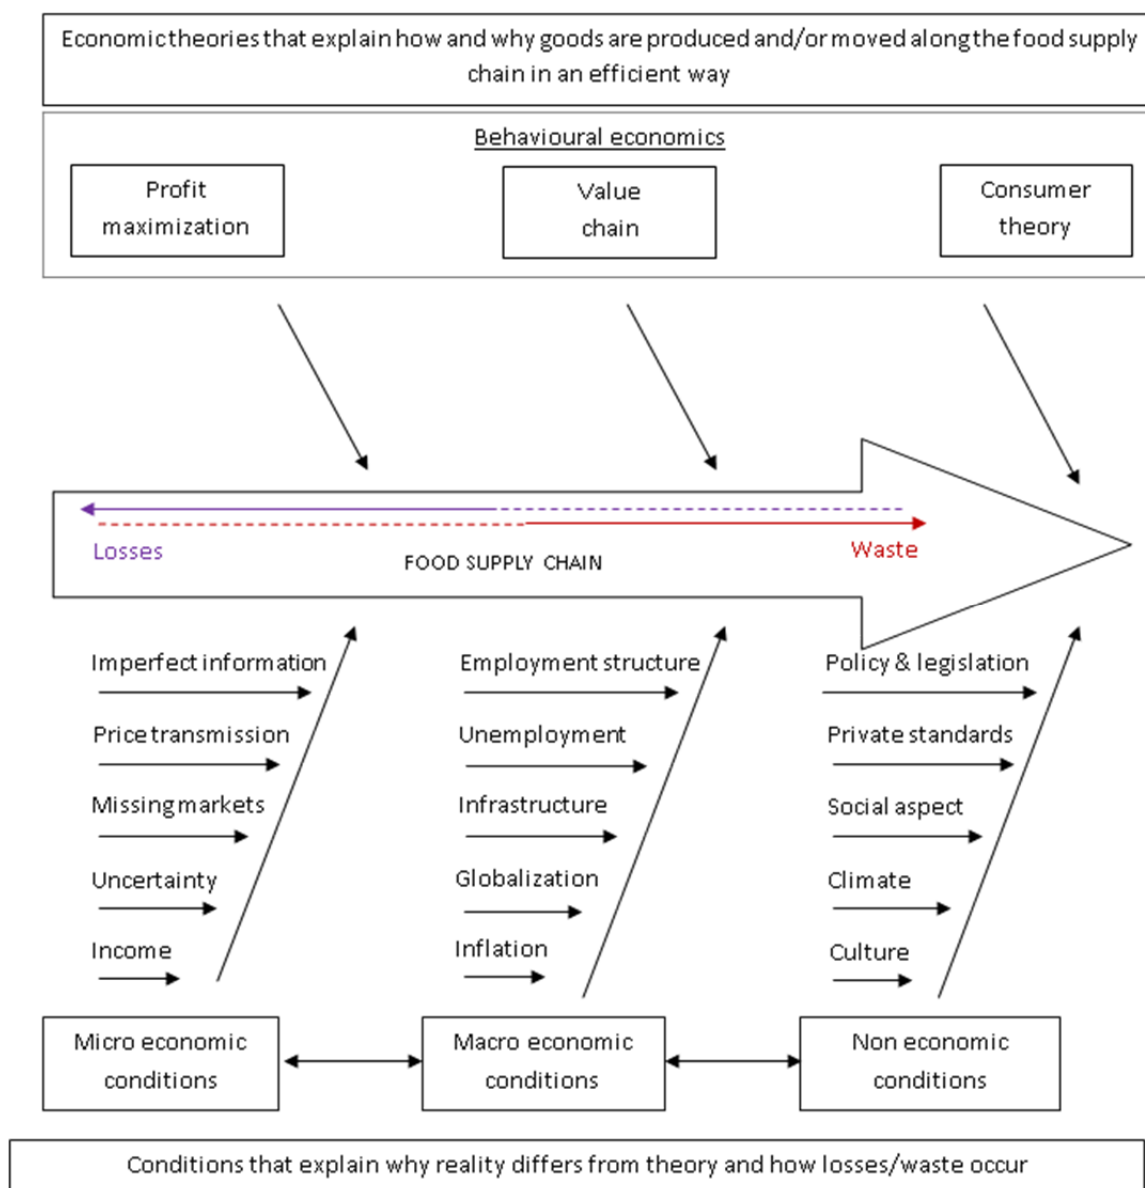 Economic theories that explain how and why goods are produced and/or moved along the food supply
chain in an efficient way
Behavioural economics
Profit
maximization
Value
chain
Consumer
theory
Losses
Waste
FOOD SUPPLY CHAIN
Imperfect information
Price transmission
Missing markets
Uncertainty
Income
Employment structure
Unemployment
Infrastructure
Globalization
Inflation
Policy & legislation
Private standards
Social aspect
Climate
Culture
Micro economic
conditions
Macro economic
conditions
Non economic
conditions
Conditions that explain why reality differs from theory and how losses/waste occur